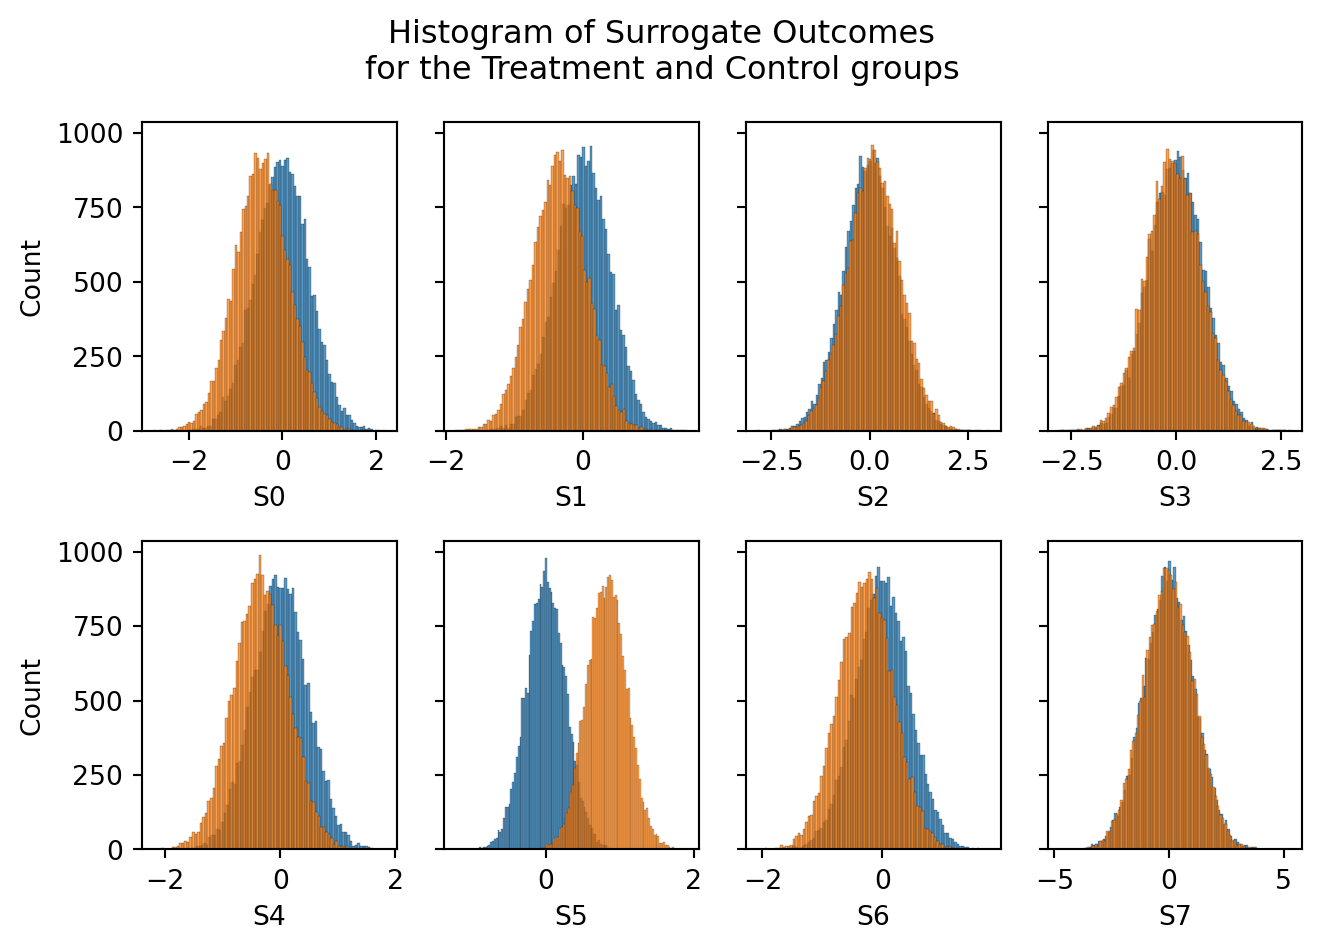 Histogram of Surrogate Outcomes
for the Treatment and Control groups
1000
750
500
250
0
Count
−2 0 2
S0
−2 0
S1
−2.5 0.0 2.5
S2
−2.5 0.0 2.5
S3
1000
750
500
250
0
Count
−2 0 2
S4
0 2
S5
−2 0
S6
−5 0 5
S7